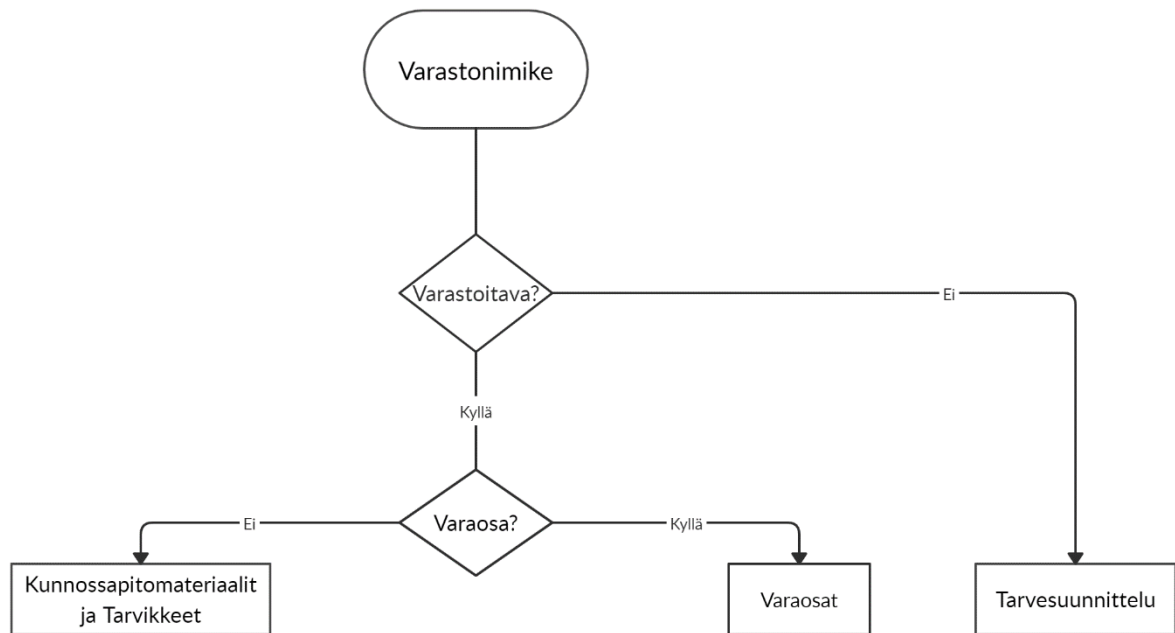 Varastonimike
Varastoitava?
Ei
Kyllä
Varaosa?
Ei
Kyllä
Kunnossapitomateriaalit
ja Tarvikkeet
Varaosat
Tarvesuunnittelu